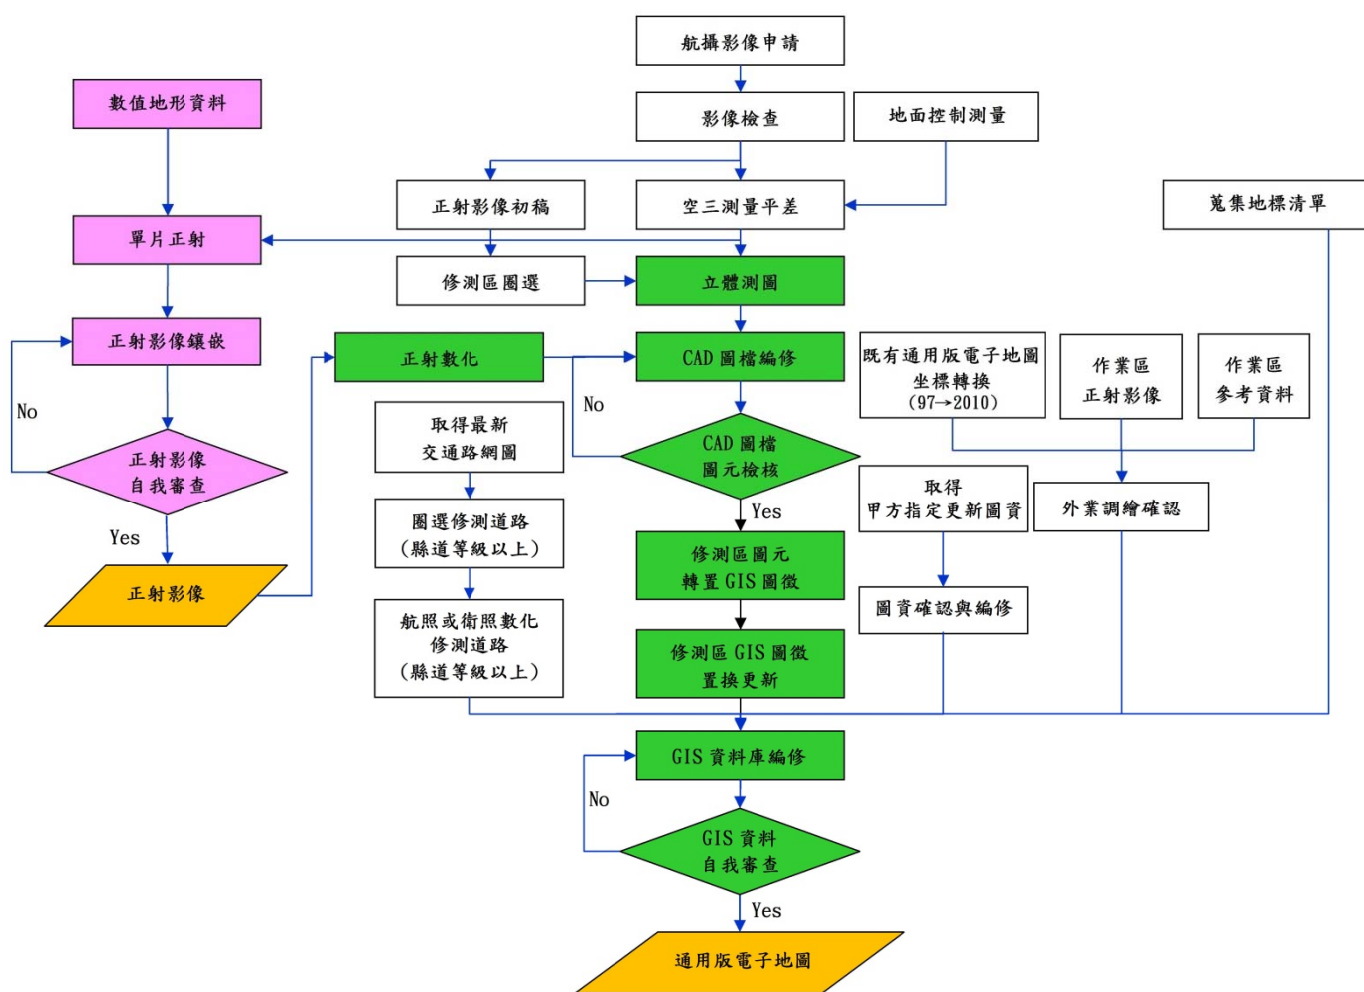 航攝影像申請
數值地形資料
影像檢查
地面控制測量
正射影像初稿
空三測量平差
蒐集地標清單
單片正射
修測區圈選
立體測圖
正射影像鑲嵌
正射數化
CAD 圖檔編修
既有通用版電子地圖
坐標轉換
(97→2010)
作業區
正射影像
作業區
參考資料
No
No
取得最新
交通路網圖
正射影像
自我審查
CAD 圖檔
圖元檢核
取得
甲方指定更新圖資
外業調繪確認
Yes
Yes
圈選修測道路
(縣道等級以上)
修測區圖元
轉置 GIS 圖徵
正射影像
航照或衛照數化
修測道路
(縣道等級以上)
圖資確認與編修
修測區 GIS 圖徵
置換更新
GIS 資料庫編修
No
GIS 資料
自我審查
Yes
通用版電子地圖